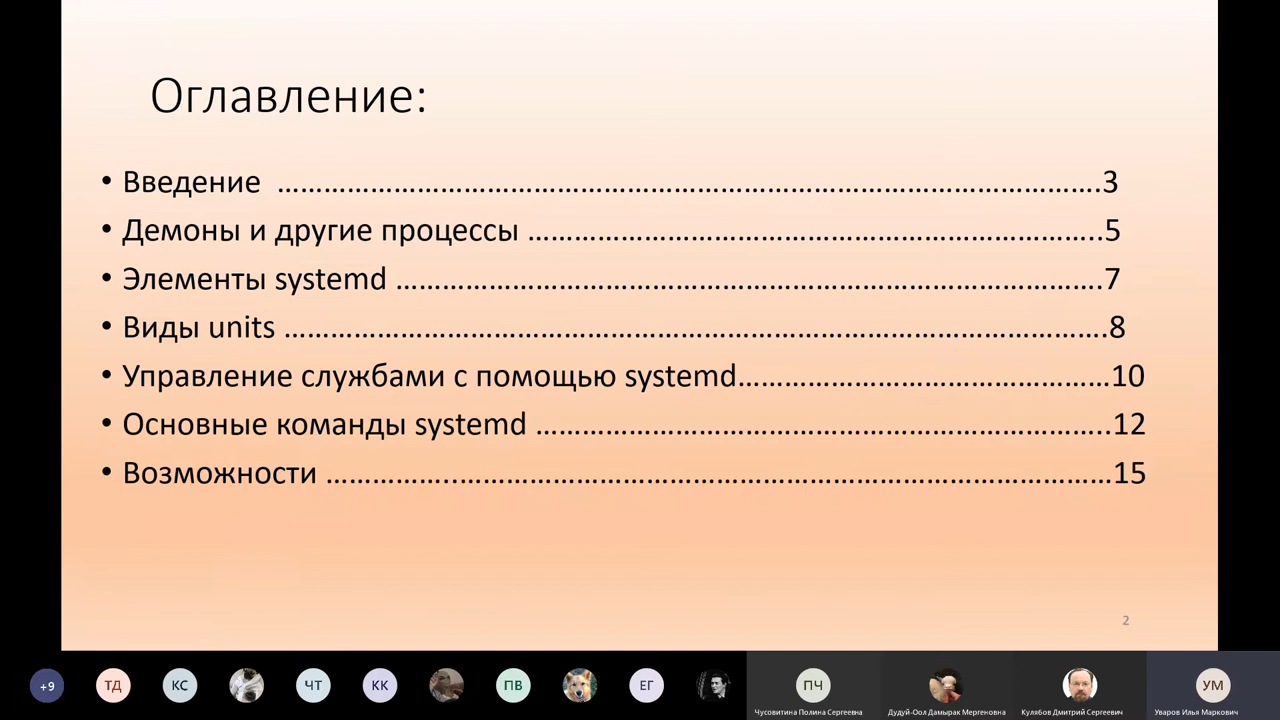 Оглавление:
• Введение ………………………………………………………………………………………….3
• Демоны и другие процессы ……………………………………………………………..5
• Элементы systemd …………………………………………………………………………….7
• Виды units ………………………………………………………………………………………….8
• Управление службами с помощью systemd………………………………………10
• Основные команды systemd ……………………………………………………………..12
• Возможности ……………..………………………………………………………………………15
2
+9 ТД КС ЧТ КК ПВ ЕГ ПЧ УМ
Чусовитина Полина Сергеевна Дудуй-Оол Дамырак Мергеновна Кулябов Дмитрий Сергеевич Уваров Илья Маркович